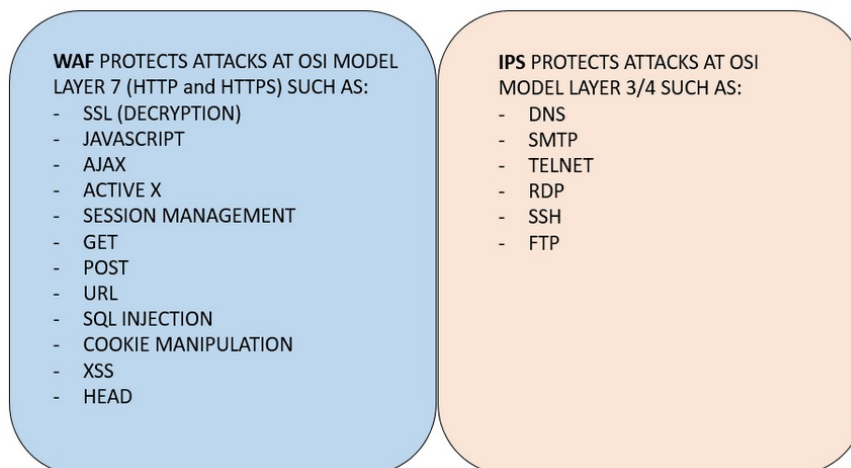 WAF PROTECTS ATTACKS AT OSI MODEL
LAYER 7 (HTTP and HTTPS) SUCH AS:
- SSL (DECRYPTION)
- JAVASCRIPT
- AJAX
- ACTIVE X
- SESSION MANAGEMENT
- GET
- POST
- URL
- SQL INJECTION
- COOKIE MANIPULATION
- XSS
- HEAD
IPS PROTECTS ATTACKS AT OSI
MODEL LAYER 3/4 SUCH AS:
- DNS
- SMTP
- TELNET
- RDP
- SSH
- FTP